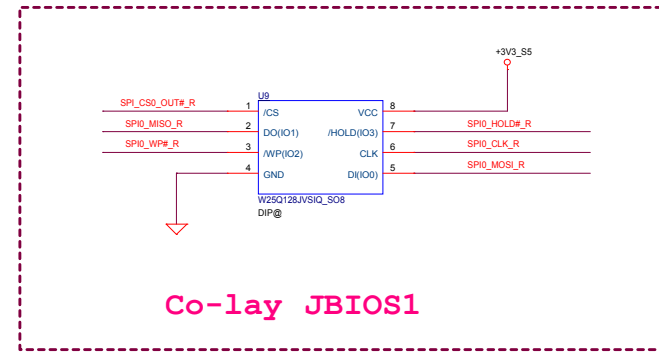 +3V3_S5
U9
SPI_CS0_OUT#_R 1 /CS VCC 8
SPI0_MISO_R 2 DO(IO1) /HOLD(IO3) 7 SPI0_HOLD#_R
SPI0_WP#_R 3 /WP(IO2) CLK 6 SPI0_CLK_R
4 GND DI(IO0) 5 SPI0_MOSI_R
W25Q128JVSIQ_SO8
DIP@
Co-lay JBIOS1